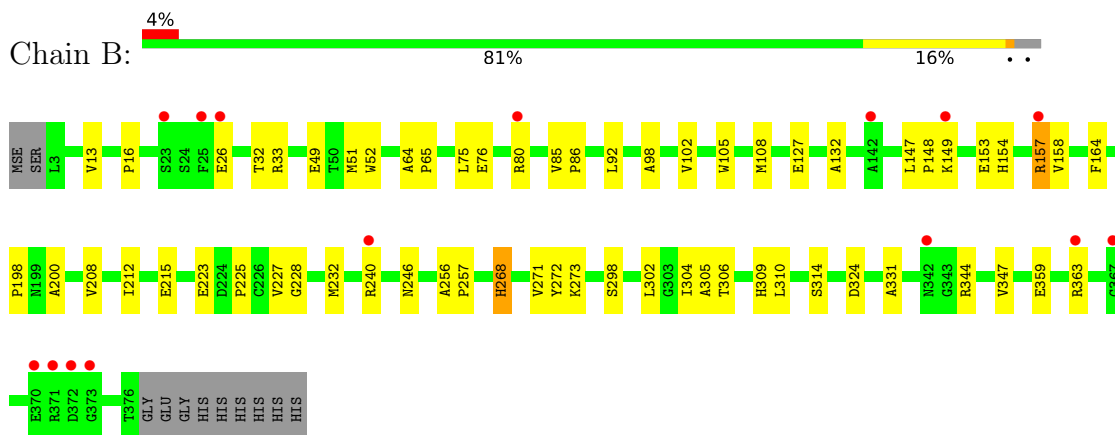 4%
Chain B:
81% 16% • •
MSE SER L3 V13 P16 S23 S24 F25 E26 T32 R33 E49 T50 M51 W52 A64 P65 L75 E76 R80 V85 P86 L92 A98 V102 W105 M108 E127 A132 A142 L147 P148 K149 E153 H154 R157 V158 F164
P198 N199 A200 V208 I212 E215 E223 D224 P225 C226 V227 G228 M232 R240 N246 A256 P257 H268 V271 Y272 K273 S298 L302 G303 I304 A305 T306 H309 L310 S314 D324 A331 N342 G343 R344 V347 E359 R363 G367
E370 R371 D372 G373 T376 GLY GLU GLY HIS HIS HIS HIS HIS HIS